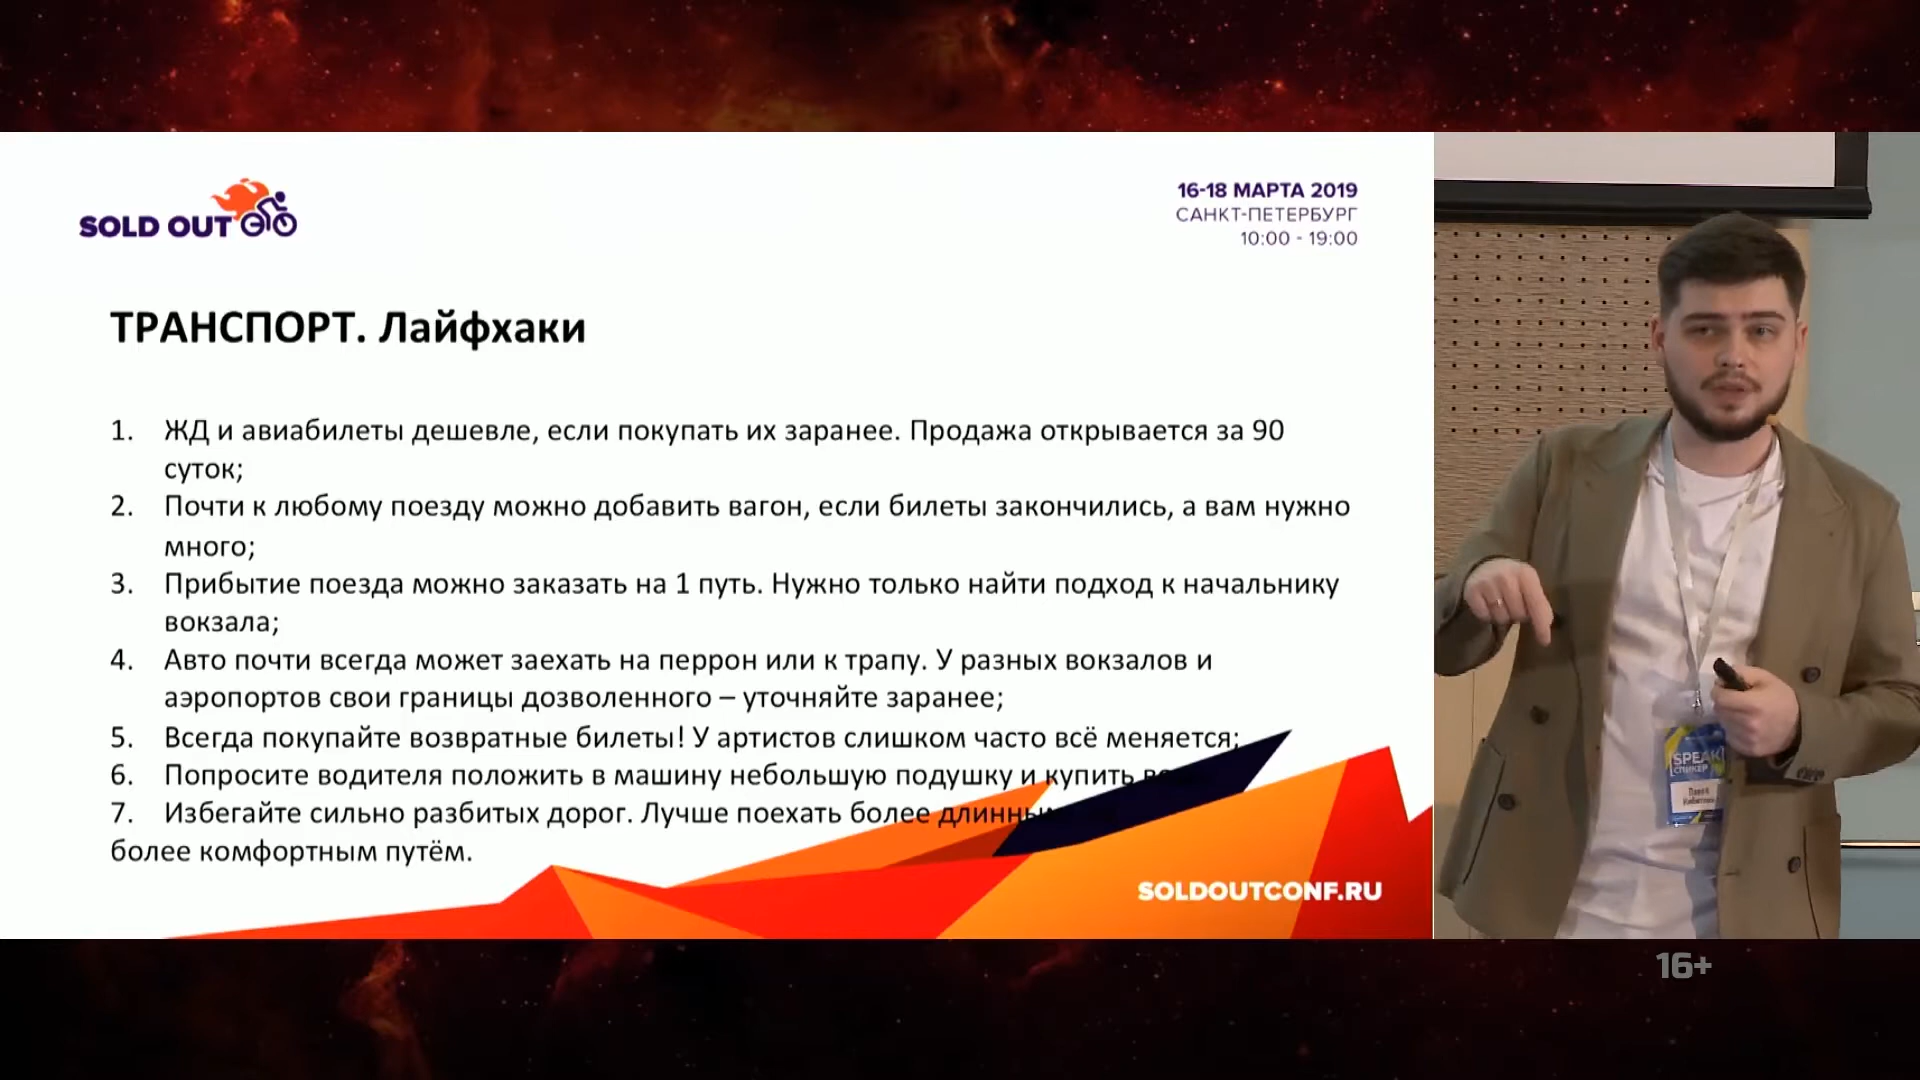 SOLD OUT
16-18 МАРТА 2019
САНКТ-ПЕТЕРБУРГ
10:00 - 19:00
ТРАНСПОРТ. Лайфхаки
1. ЖД и авиабилеты дешевле, если покупать их заранее. Продажа открывается за 90
суток;
2. Почти к любому поезду можно добавить вагон, если билеты закончились, а вам нужно
много;
3. Прибытие поезда можно заказать на 1 путь. Нужно только найти подход к начальнику
вокзала;
4. Авто почти всегда может заехать на перрон или к трапу. У разных вокзалов и
аэропортов свои границы дозволенного – уточняйте заранее;
5. Всегда покупайте возвратные билеты! У артистов слишком часто всё меняется;
6. Попросите водителя положить в машину небольшую подушку и купить
7. Избегайте сильно разбитых дорог. Лучше поехать более
более комфортным путём.
SOLDOUTCONF.RU
SPEAK
СПИКЕР
16+